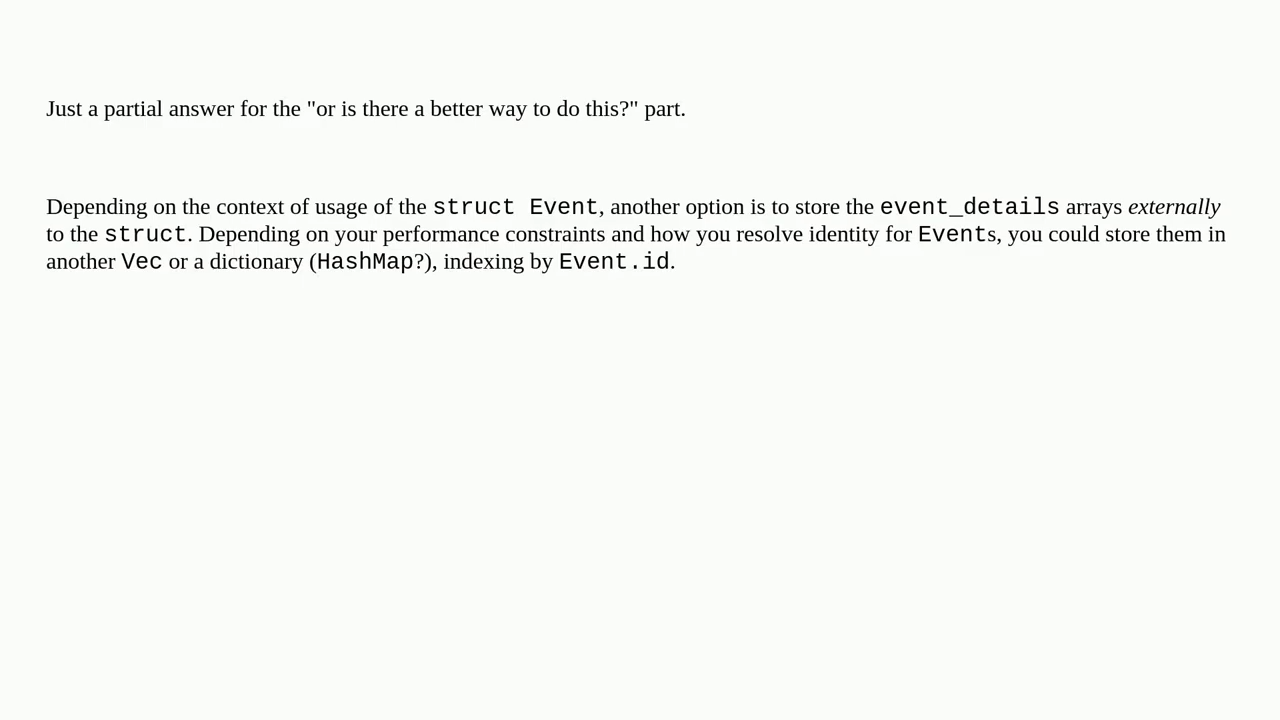 Just a partial answer for the "or is there a better way to do this?" part.
Depending on the context of usage of the struct Event, another option is to store the event_details arrays externally
to the struct. Depending on your performance constraints and how you resolve identity for Events, you could store them in
another Vec or a dictionary (HashMap?), indexing by Event.id.